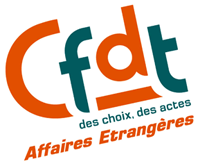 Cfdt
des choix, des actes
Affaires Etrangères